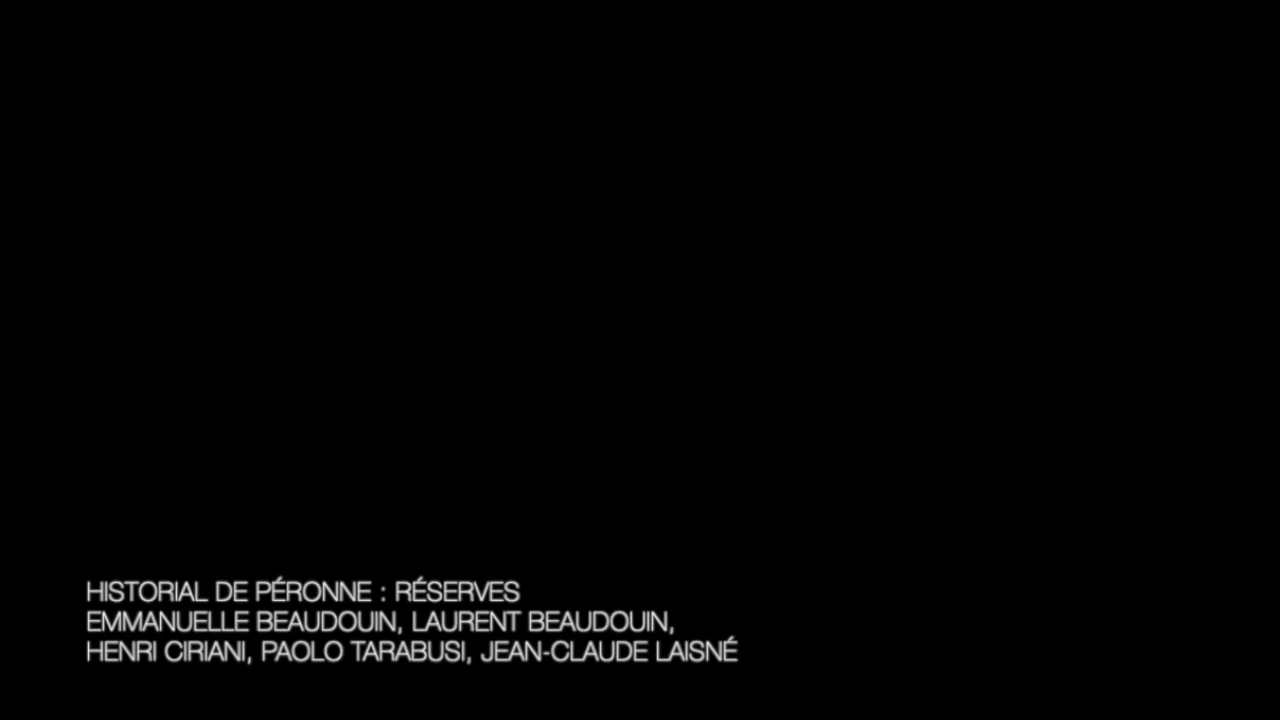 HISTORIAL DE PÉRONNE : RÉSERVES
EMMANUELLE BEAUDOUIN, LAURENT BEAUDOUIN,
HENRI CIRIANI, PAOLO TARABUSI, JEAN-CLAUDE LAISNÉ